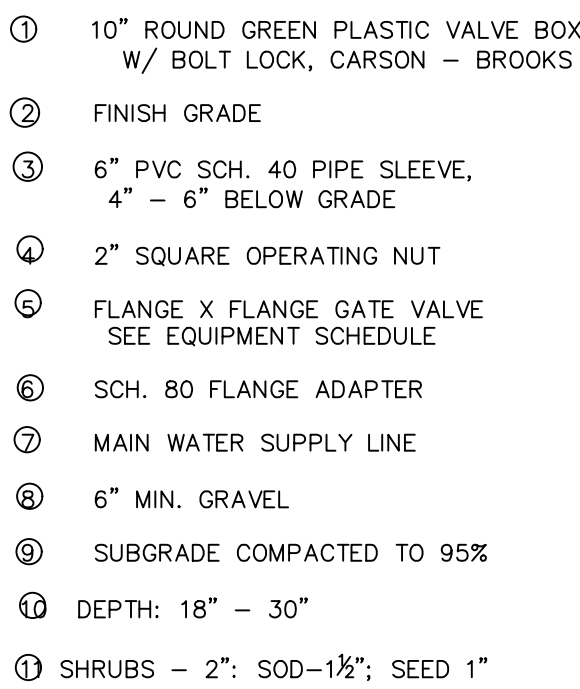 ① 10" ROUND GREEN PLASTIC VALVE BOX
W/ BOLT LOCK, CARSON – BROOKS
② FINISH GRADE
③ 6" PVC SCH. 40 PIPE SLEEVE,
4" – 6" BELOW GRADE
④ 2" SQUARE OPERATING NUT
⑤ FLANGE X FLANGE GATE VALVE
SEE EQUIPMENT SCHEDULE
⑥ SCH. 80 FLANGE ADAPTER
⑦ MAIN WATER SUPPLY LINE
⑧ 6" MIN. GRAVEL
⑨ SUBGRADE COMPACTED TO 95%
⑩ DEPTH: 18" – 30"
⑪ SHRUBS – 2": SOD–1½"; SEED 1"